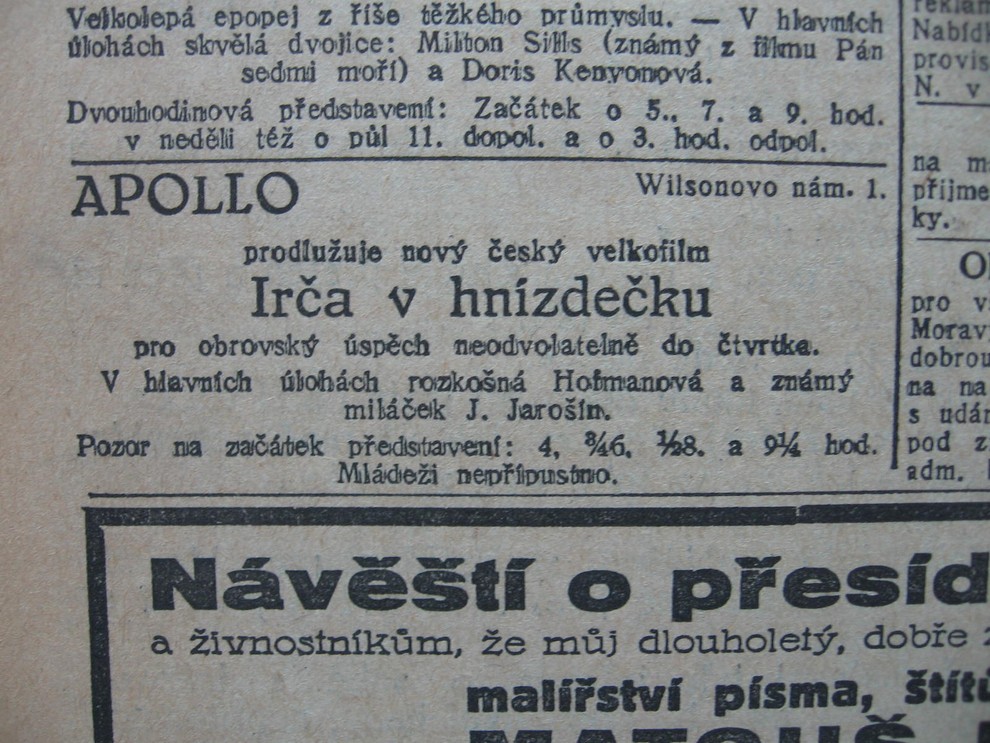 Velkolepá epopej z říše těžkého průmyslu. — V hlavních
úlohách skvělá dvojice: Milton Sills (známý z filmu Pán
sedmi moří) a Doris Kenyonová.
Dvouhodinová představení: Začátek o 5., 7. a 9. hod.
v neděli též o půl 11. dopol. a o 3. hod. odpol.
APOLLO Wilsonovo nám. 1.
prodlužuje nový český velkofilm
Irča v hnízdečku
pro obrovský úspěch neodvolatelně do čtvrtka.
V hlavních úlohách rozkošná Hofmanová a známý
miláček J. Jarošín.
Pozor na začátek představení: 4, ¾6, ½8. a 9¼ hod.
Mládeži nepřípustno.
Nabídk
provis
N. v
na m
přijme
ky.
pro v
Morav
dobrou
na na
s udá
pod z
adm.
Návěští o přesíd
a živnostníkům, že můj dlouholetý, dobře
malířství písma, štítů
MATOUŠ